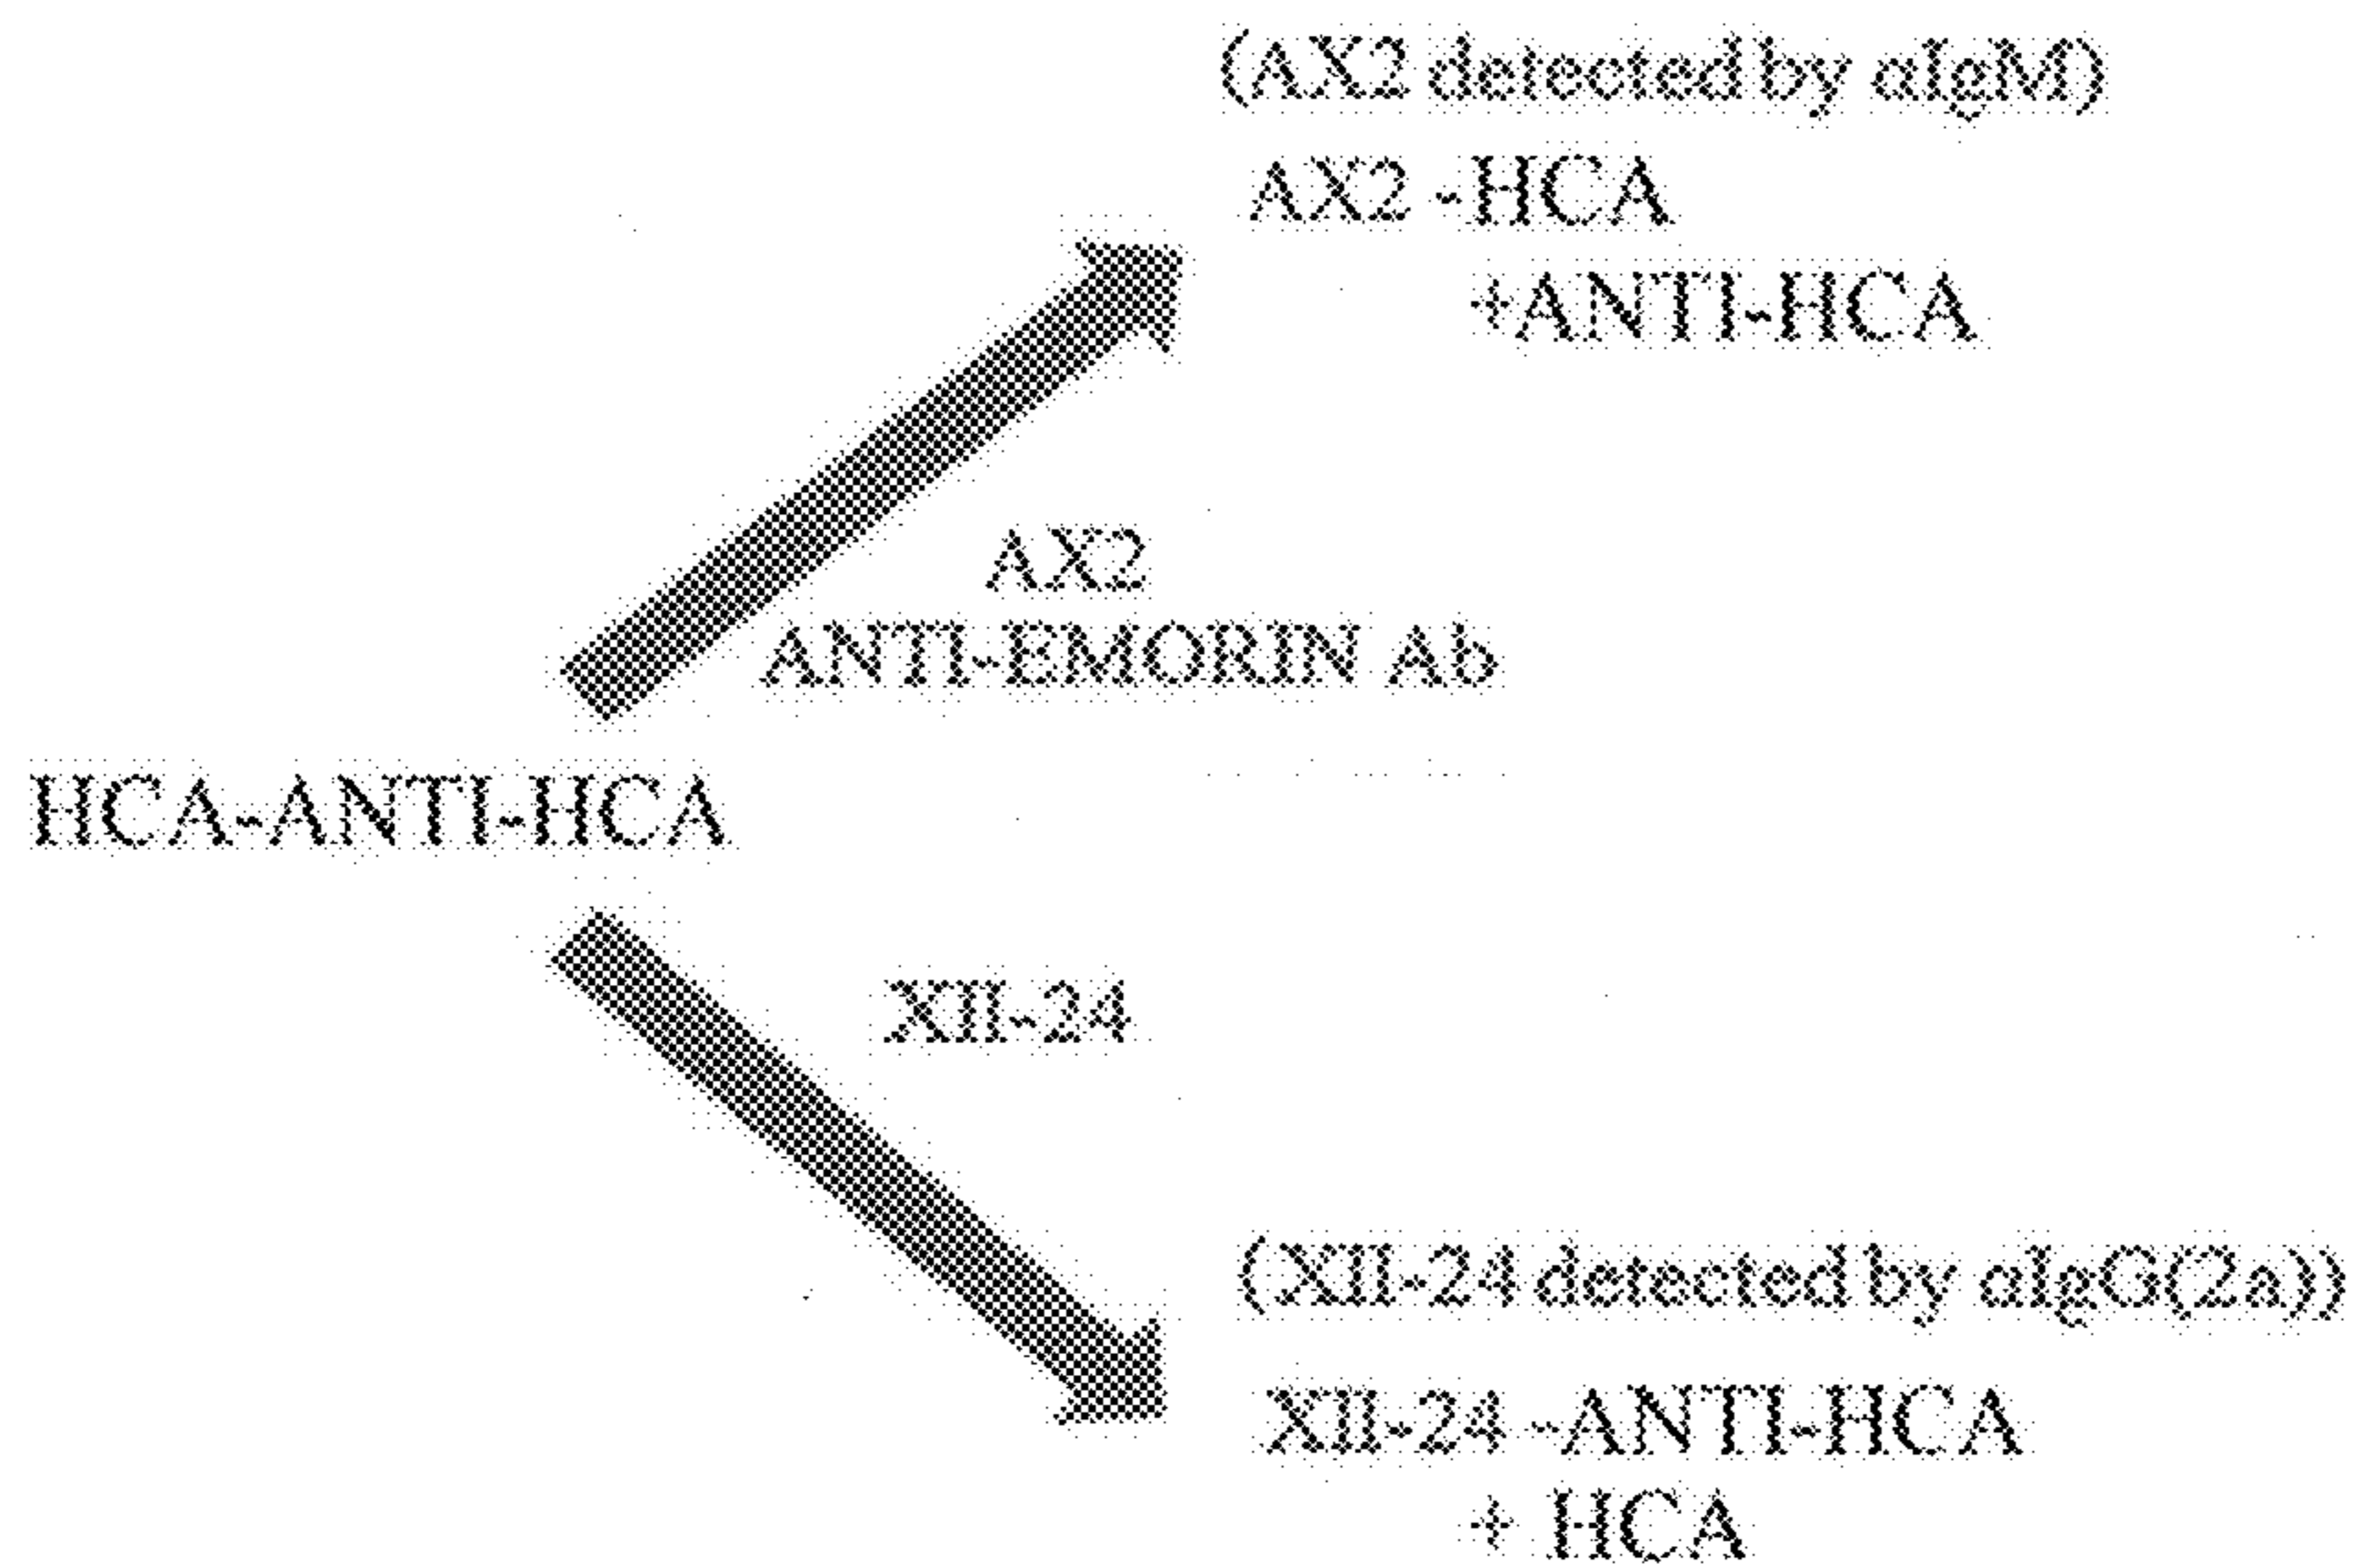 (AX2 detected by αIgM)
AX2 -HCA
+ANTI-HCA
AX2
ANTI-EMORIN Ab
HCA-ANTI-HCA
XII-24
(XII-24 detected by αIgG(2a))
XII-24 -ANTI-HCA
+ HCA